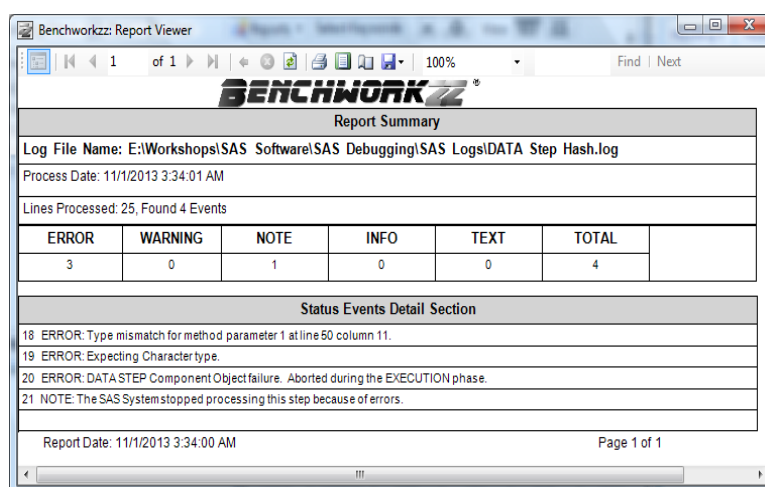 Benchworkzz: Report Viewer
1 of 1 100% Find | Next
BENCHWORKZZ ®
Report Summary
Log File Name: E:\Workshops\SAS Software\SAS Debugging\SAS Logs\DATA Step Hash.log
Process Date: 11/1/2013 3:34:01 AM
Lines Processed: 25, Found 4 Events
ERROR WARNING NOTE INFO TEXT TOTAL
3 0 1 0 0 4
Status Events Detail Section
18 ERROR: Type mismatch for method parameter 1 at line 50 column 11.
19 ERROR: Expecting Character type.
20 ERROR: DATA STEP Component Object failure. Aborted during the EXECUTION phase.
21 NOTE: The SAS System stopped processing this step because of errors.
Report Date: 11/1/2013 3:34:00 AM Page 1 of 1